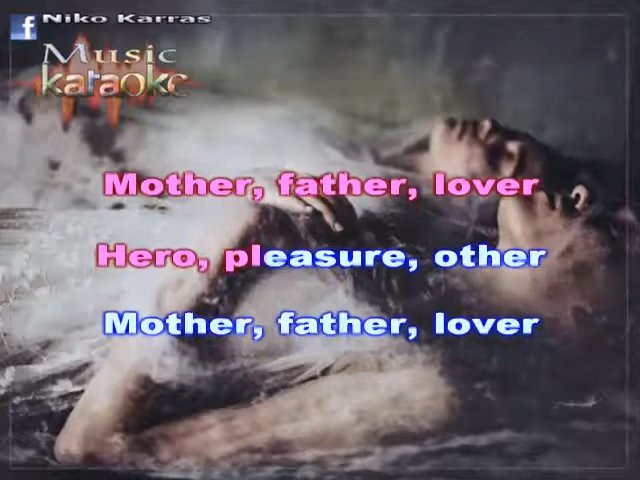 f Niko Karras
Music
karaoke
Mother, father, lover
Hero, pleasure, other
Mother, father, lover